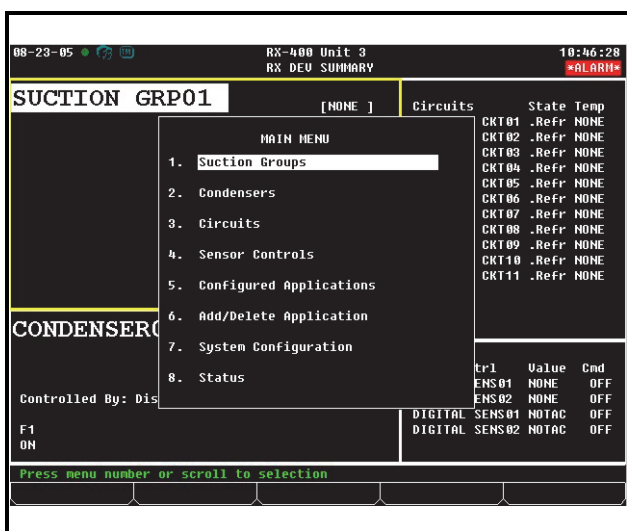 08-23-05 RX-400 Unit 3 10:46:28
RX DEV SUMMARY *ALARM*
SUCTION GRP01 [NONE ]
MAIN MENU
1. Suction Groups
2. Condensers
3. Circuits
4. Sensor Controls
5. Configured Applications
6. Add/Delete Application
7. System Configuration
8. Status
Circuits State Temp
CKT01 .Refr NONE
CKT02 .Refr NONE
CKT03 .Refr NONE
CKT04 .Refr NONE
CKT05 .Refr NONE
CKT06 .Refr NONE
CKT07 .Refr NONE
CKT08 .Refr NONE
CKT09 .Refr NONE
CKT10 .Refr NONE
CKT11 .Refr NONE
CONDENSER
Controlled By: Dis
F1
ON
trl Value Cmd
ENS01 NONE OFF
ENS02 NONE OFF
DIGITAL SENS01 NOTAC OFF
DIGITAL SENS02 NOTAC OFF
Press menu number or scroll to selection